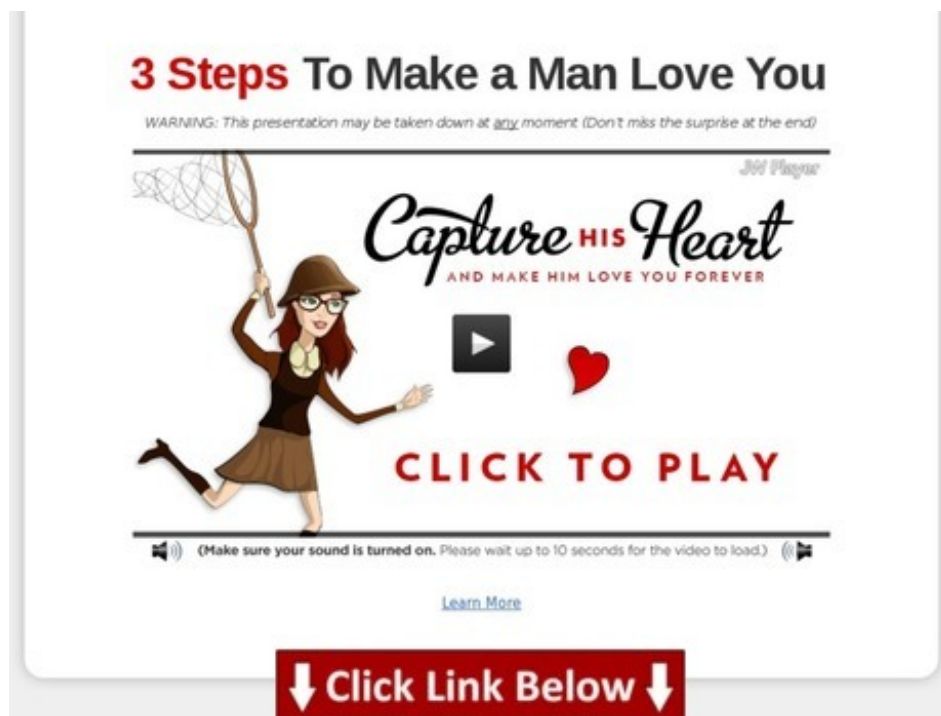 3 Steps To Make a Man Love You
WARNING: This presentation may be taken down at any moment (Don't miss the surprise at the end)
JW Player
Capture HIS Heart
AND MAKE HIM LOVE YOU FOREVER
CLICK TO PLAY
(Make sure your sound is turned on. Please wait up to 10 seconds for the video to load.)
Learn More
Click Link Below